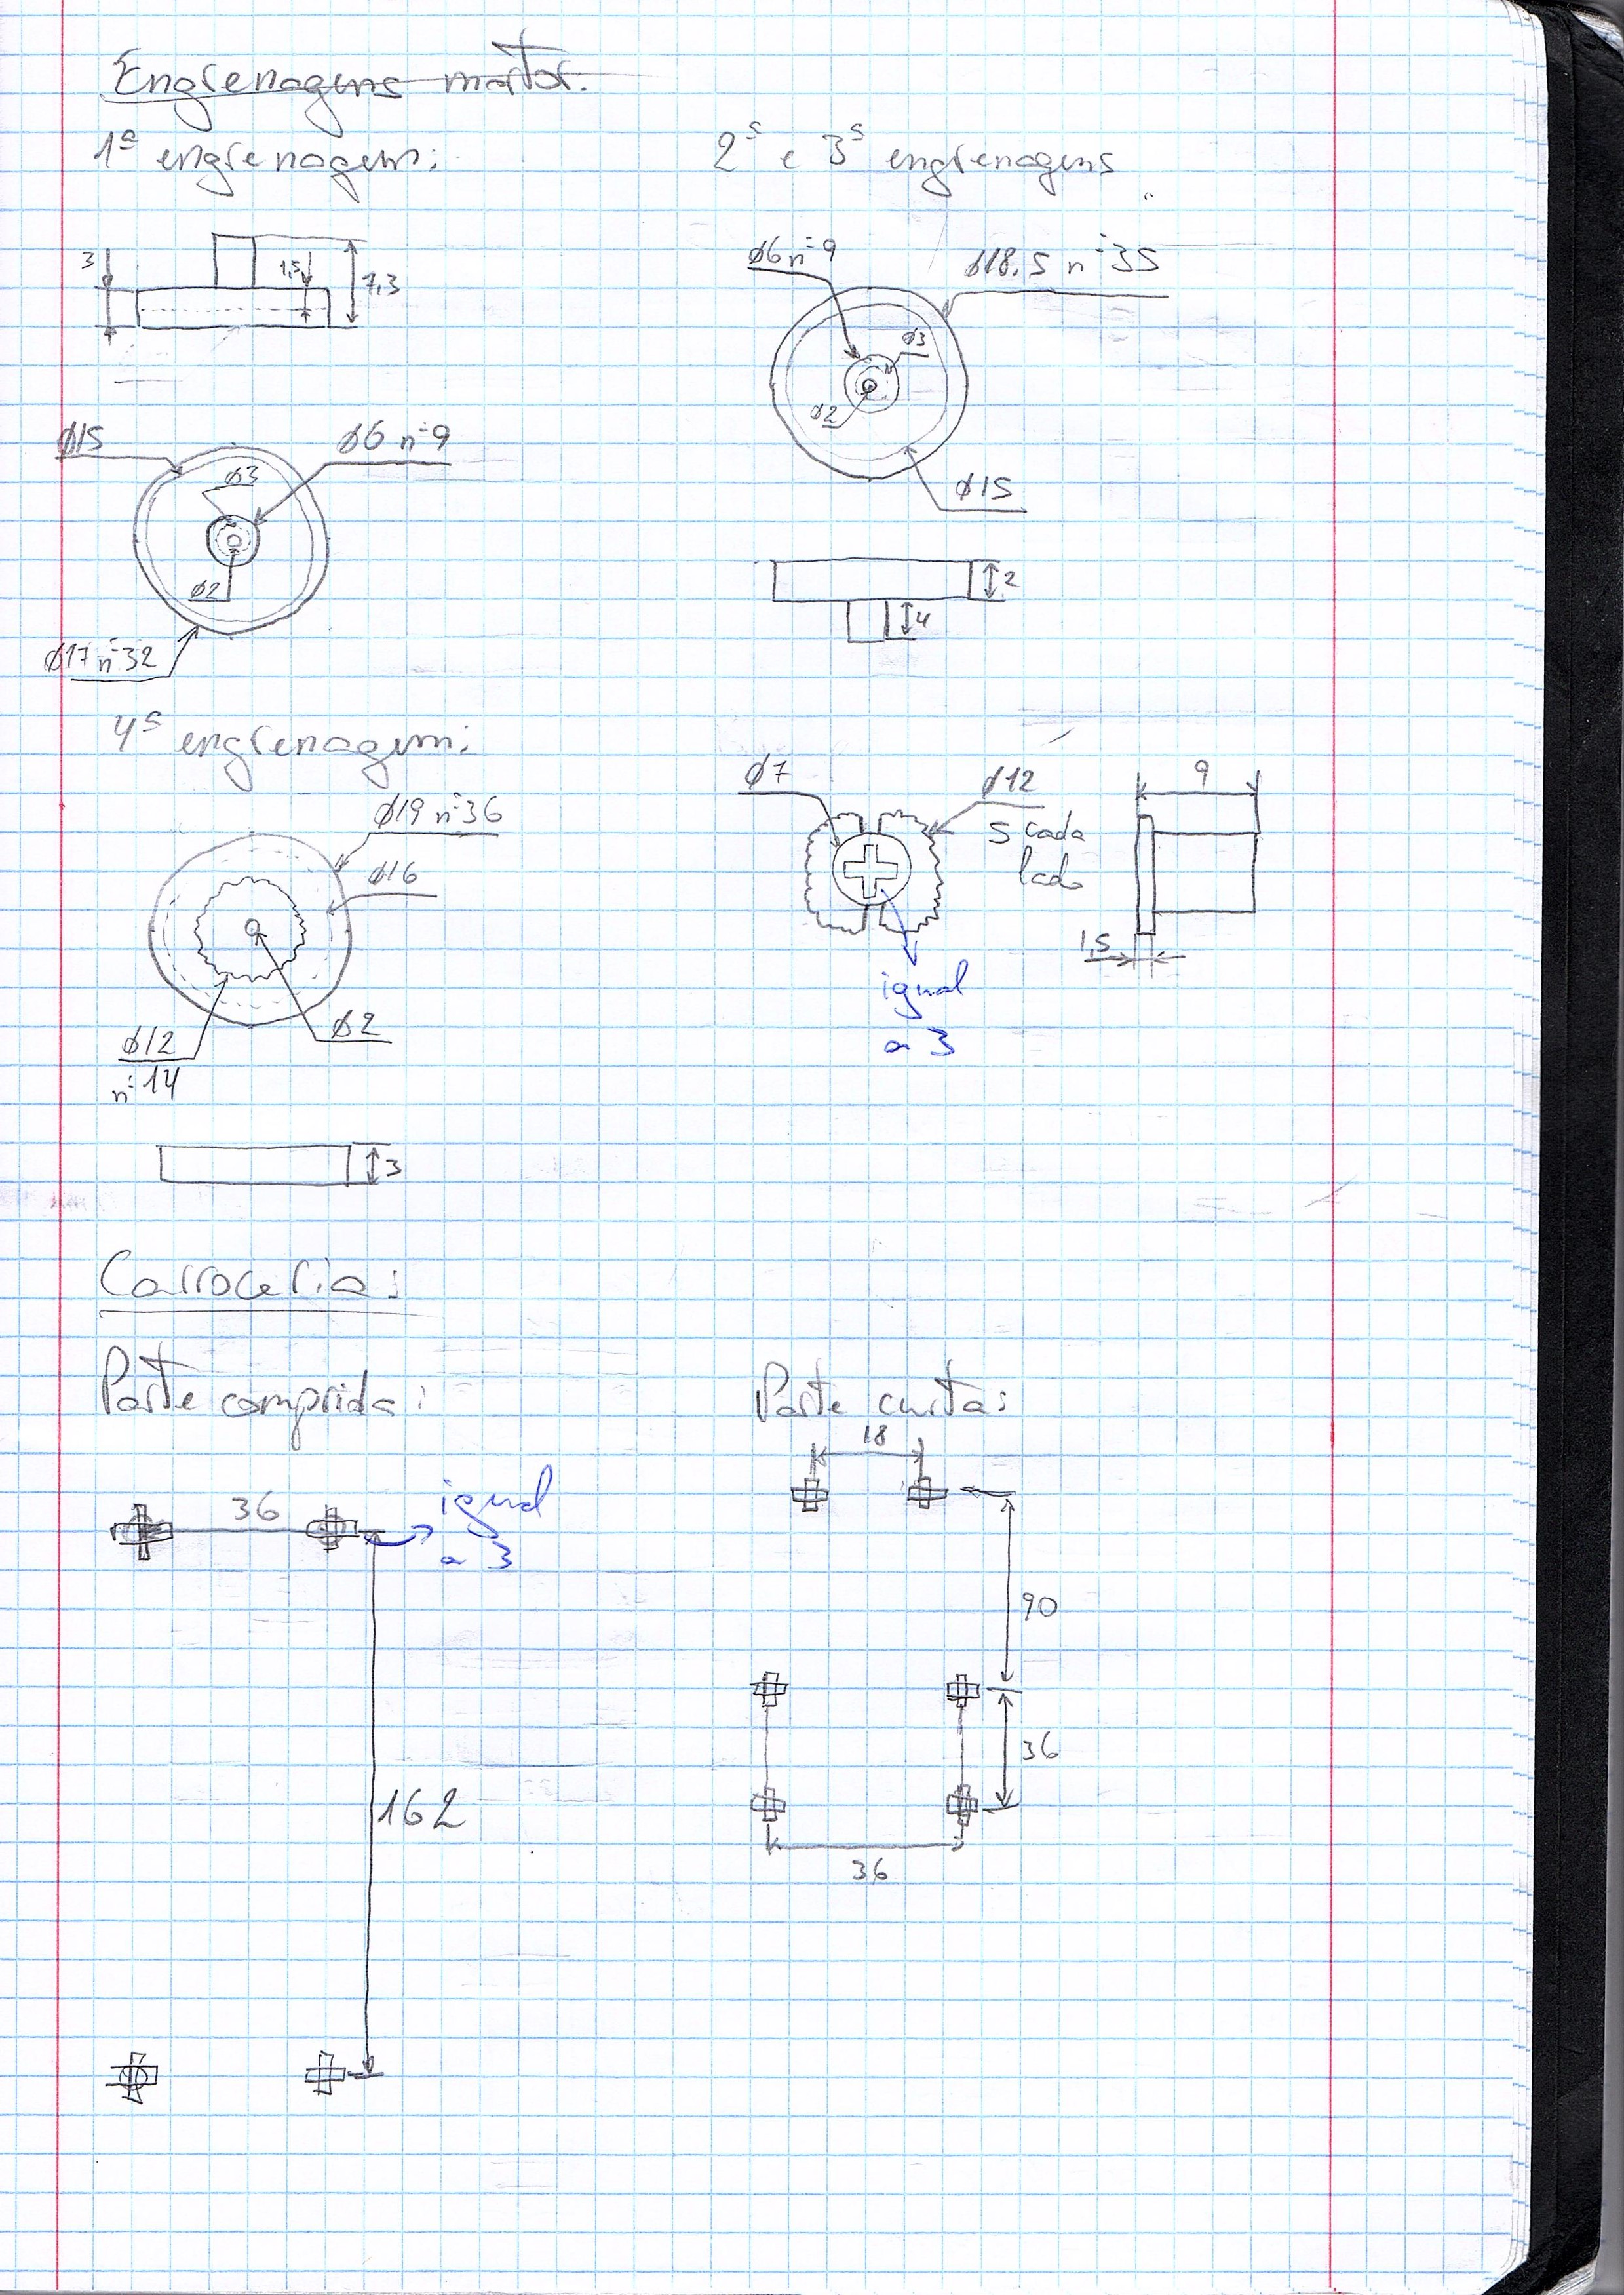 Engrenagens motor:
1ª engrenagem:
3
1,5
7,3
Ø15
Ø6 nº9
Ø3
Ø2
Ø17 nº32
2ª e 3ª engrenagens
Ø6 nº9
Ø18,5 nº35
Ø3
Ø2
Ø15
2
4
4ª engrenagem:
Ø19 nº36
Ø16
Ø2
Ø12
nº14
3
Ø7
Ø12
5 cada
lado
igual
a 3
9
1,5
Carroceria:
Parte comprida:
36
igual
a 3
162
Parte curta:
18
90
36
36